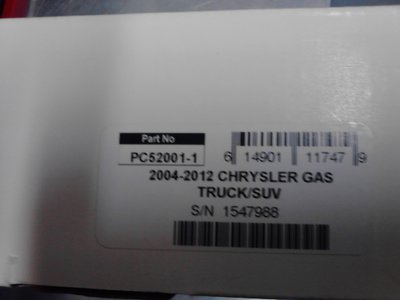 Part No
PC52001-1 6 14901 11747 9
2004-2012 CHRYSLER GAS
TRUCK/SUV
S/N 1547988